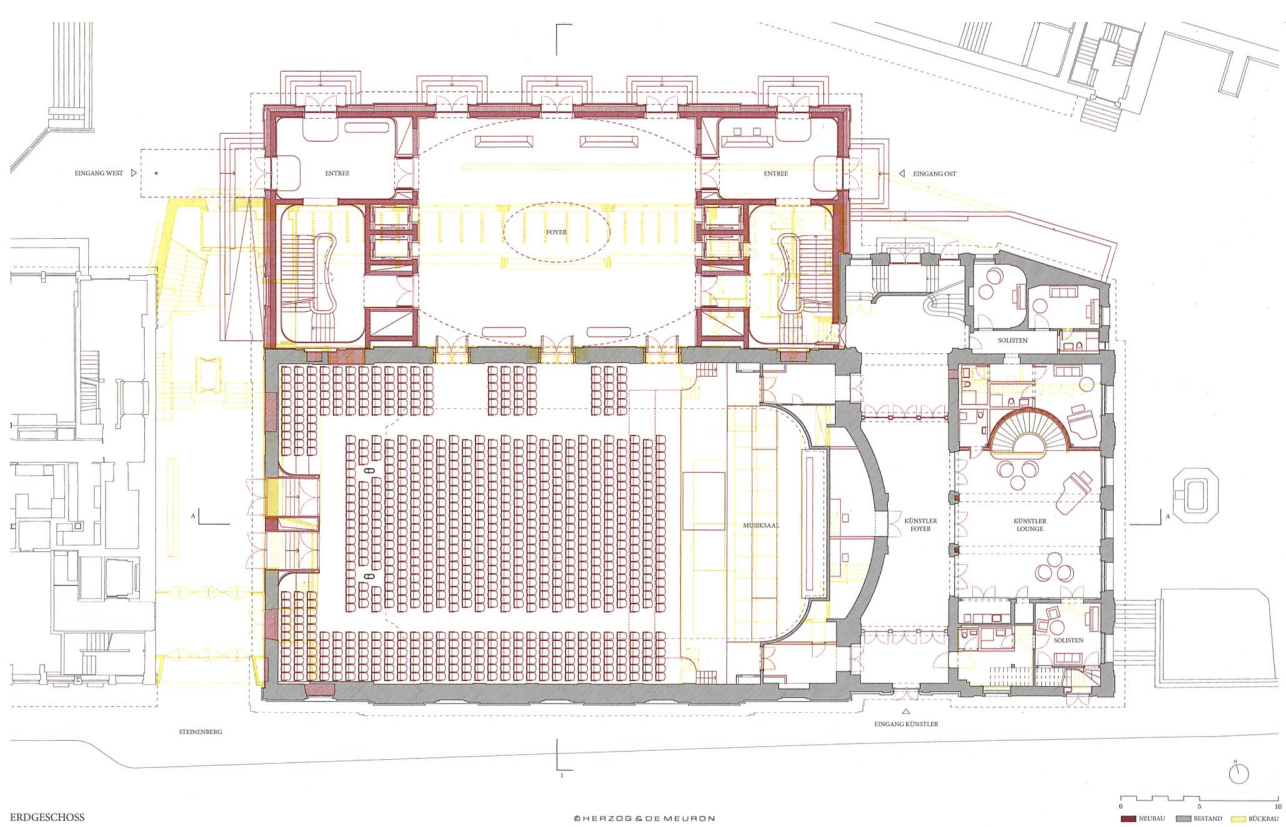 EINGANG WEST
ENTREE
ENTREE
EINGANG OST
FOYER
SOLISTEN
A
MUSIKSAAL
KÜNSTLER
FOYER
KÜNSTLER
LOUNGE
A
SOLISTEN
STEINENBERG
EINGANG KÜNSTLER
ERDGESCHOSS
©HERZOG & DE MEURON
N
0 5 10
NEUBAU BESTAND RÜCKBAU